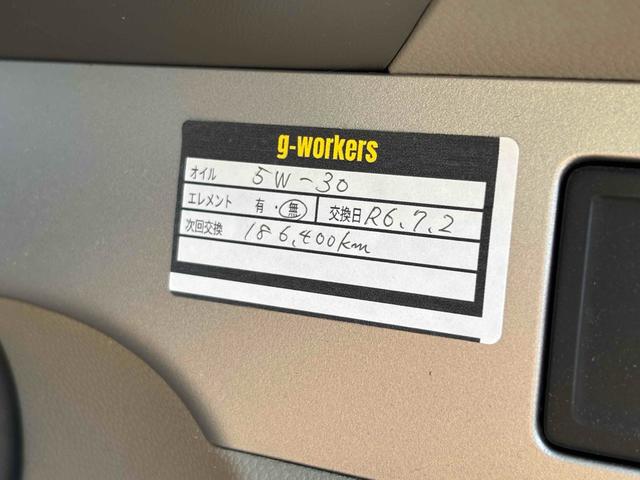 g-workers
オイル 5W-30
エレメント 有・無 交換日 R6.7.2
次回交換 186,400km